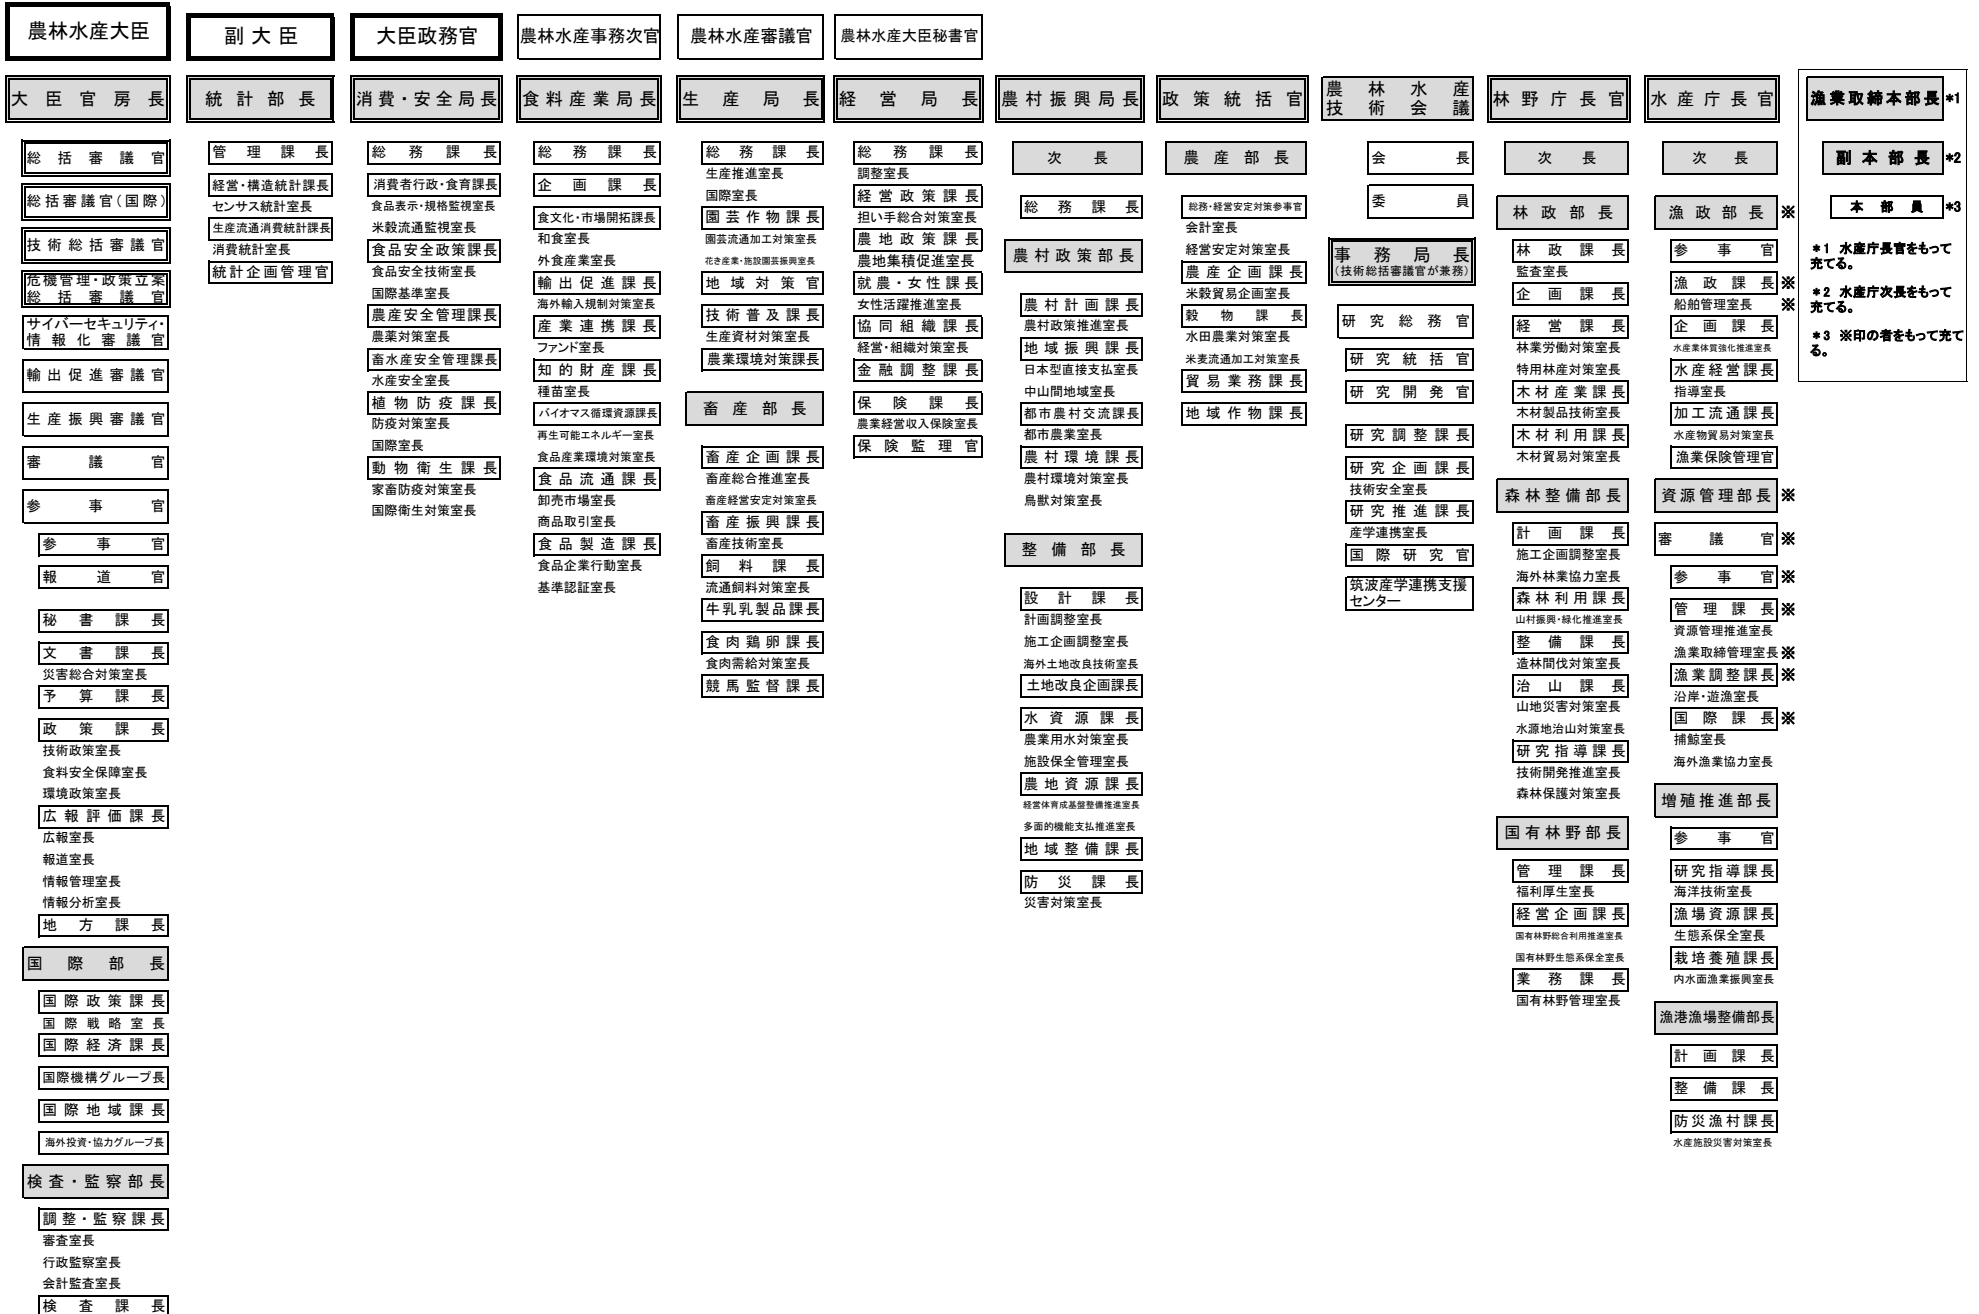 農林水産大臣
副大臣
大臣政務官
農林水産事務次官
農林水産審議官
農林水産大臣秘書官
大臣官房長
総括審議官
総括審議官(国際)
技術総括審議官
危機管理・政策立案
総括審議官
サイバーセキュリティ・
情報化審議官
輸出促進審議官
生産振興審議官
審議官
参事官
参事官
報道官
秘書課長
文書課長
災害総合対策室長
予算課長
政策課長
技術政策室長
食料安全保障室長
環境政策室長
広報評価課長
広報室長
報道室長
情報管理室長
情報分析室長
地方課長
国際部長
国際政策課長
国際戦略室長
国際経済課長
国際機構グループ長
国際地域課長
海外投資・協力グループ長
検査・監察部長
調整・監察課長
審査室長
行政監察室長
会計監査室長
検査課長
統計部長
管理課長
経営・構造統計課長
センサス統計室長
生産流通消費統計課長
消費統計室長
統計企画管理官
消費・安全局長
総務課長
消費者行政・食育課長
食品表示・規格監視室長
米穀流通監視室長
食品安全政策課長
食品安全技術室長
国際基準室長
農産安全管理課長
農薬対策室長
畜水産安全管理課長
水産安全室長
植物防疫課長
防疫対策室長
国際室長
動物衛生課長
家畜防疫対策室長
国際衛生対策室長
食料産業局長
総務課長
企画課長
食文化・市場開拓課長
和食室長
外食産業室長
輸出促進課長
海外輸入規制対策室長
産業連携課長
ファンド室長
知的財産課長
種苗室長
バイオマス循環資源課長
再生可能エネルギー室長
食品産業環境対策室長
食品流通課長
卸売市場室長
商品取引室長
食品製造課長
食品企業行動室長
基準認証室長
生産局長
総務課長
生産推進室長
国際室長
園芸作物課長
園芸流通加工対策室長
花き産業・施設園芸振興室長
地域対策官
技術普及課長
生産資材対策室長
農業環境対策課長
畜産部長
畜産企画課長
畜産総合推進室長
畜産経営安定対策室長
畜産振興課長
畜産技術室長
飼料課長
流通飼料対策室長
牛乳乳製品課長
食肉鶏卵課長
食肉需給対策室長
競馬監督課長
経営局長
総務課長
調整室長
経営政策課長
担い手総合対策室長
農地政策課長
農地集積促進室長
就農・女性課長
女性活躍推進室長
協同組織課長
経営・組織対策室長
金融調整課長
保険課長
農業経営収入保険室長
保険監理官
農村振興局長
次長
総務課長
農村政策部長
農村計画課長
農村政策推進室長
地域振興課長
日本型直接支払室長
中山間地域室長
都市農村交流課長
都市農業室長
農村環境課長
農村環境対策室長
鳥獣対策室長
整備部長
設計課長
計画調整室長
施工企画調整室長
海外土地改良技術室長
土地改良企画課長
水資源課長
農業用水対策室長
施設保全管理室長
農地資源課長
経営体育成基盤整備推進室長
多面的機能支払推進室長
地域整備課長
防災課長
災害対策室長
政策統括官
農産部長
総務・経営安定対策参事官
会計室長
経営安定対策室長
農産企画課長
米穀貿易企画室長
穀物課長
水田農業対策室長
米麦流通加工対策室長
貿易業務課長
地域作物課長
農林水産
技術会議
会長
委員
事務局長
(技術総括審議官が兼務)
研究総務官
研究統括官
研究開発官
研究調整課長
研究企画課長
技術安全室長
研究推進課長
産学連携室長
国際研究官
筑波産学連携支援
センター
林野庁長官
次長
林政部長
林政課長
監査室長
企画課長
経営課長
林業労働対策室長
特用林産対策室長
木材産業課長
木材製品技術室長
木材利用課長
木材貿易対策室長
森林整備部長
計画課長
施工企画調整室長
海外林業協力室長
森林利用課長
山村振興・緑化推進室長
整備課長
造林間伐対策室長
治山課長
山地災害対策室長
水源地治山対策室長
研究指導課長
技術開発推進室長
森林保護対策室長
国有林野部長
管理課長
福利厚生室長
経営企画課長
国有林野総合利用推進室長
国有林野生態系保全室長
業務課長
国有林野管理室長
水産庁長官
次長
漁政部長※
参事官
漁政課長※
船舶管理室長※
企画課長
水産業体質強化推進室長
水産経営課長
指導室長
加工流通課長
水産物貿易対策室長
漁業保険管理官
資源管理部長※
審議官※
参事官※
管理課長※
資源管理推進室長
漁業取締管理室長※
漁業調整課長※
沿岸・遊漁室長
国際課長※
捕鯨室長
海外漁業協力室長
増殖推進部長
参事官
研究指導課長
海洋技術室長
漁場資源課長
生態系保全室長
栽培養殖課長
内水面漁業振興室長
漁港漁場整備部長
計画課長
整備課長
防災漁村課長
水産施設災害対策室長
漁業取締本部長*1
副本部長*2
本部員*3
*1 水産庁長官をもって
充てる。
*2 水産庁次長をもって
充てる。
*3 ※印の者をもって充て
る。